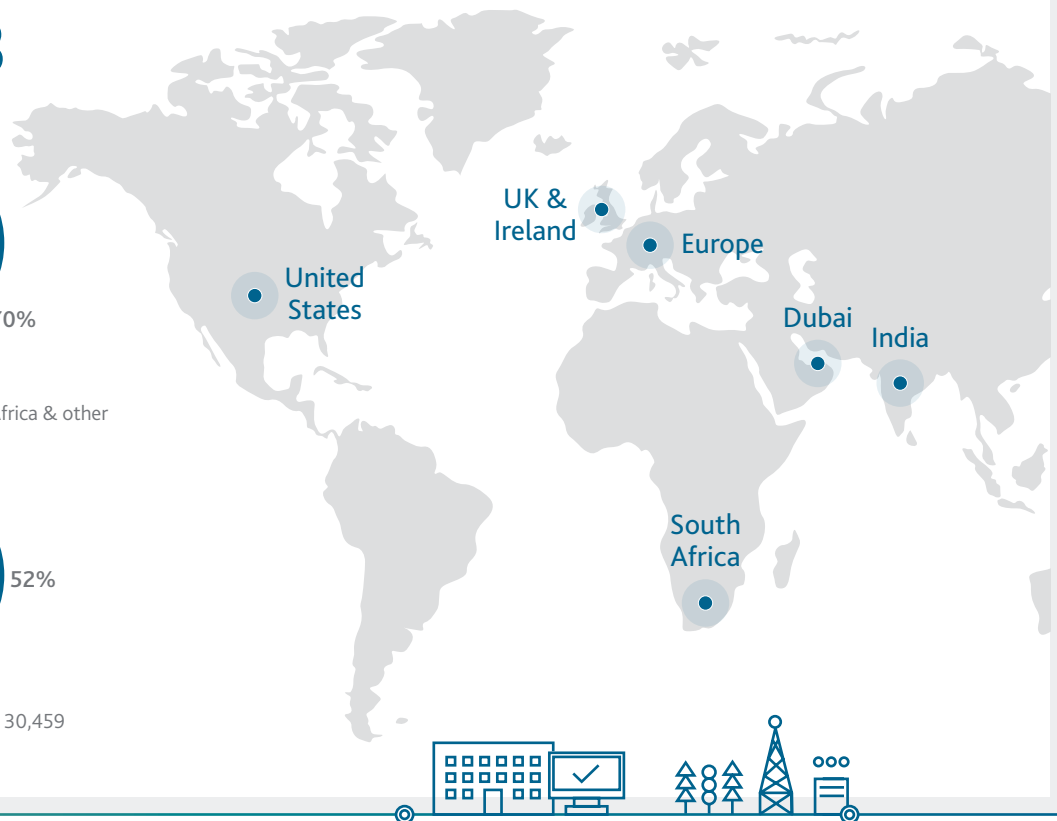 UK &
Ireland
Europe
United
States
Dubai
India
70%
frica & other
South
Africa
52%
30,459